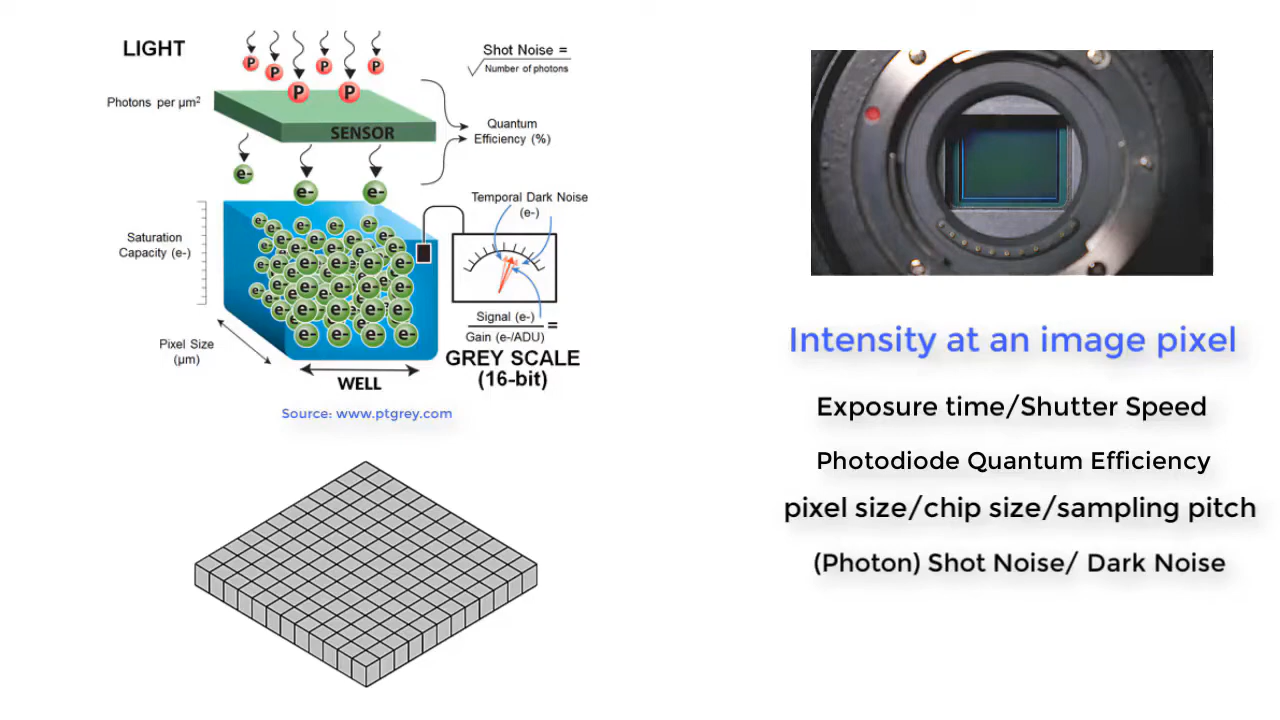 LIGHT
P P P P P P
Shot Noise =
√Number of photons
Photons per µm²
SENSOR
Quantum
Efficiency (%)
e- e- e-
Temporal Dark Noise
(e-)
Saturation
Capacity (e-)
e- e- e- e-
e- e- e- e-
e- e- e- e-
e- e- e- e-
Signal (e-)
Gain (e-/ADU)
=
Pixel Size
(µm)
GREY SCALE
(16-bit)
WELL
Source: www.ptgrey.com
Intensity at an image pixel
Exposure time/Shutter Speed
Photodiode Quantum Efficiency
pixel size/chip size/sampling pitch
(Photon) Shot Noise/ Dark Noise